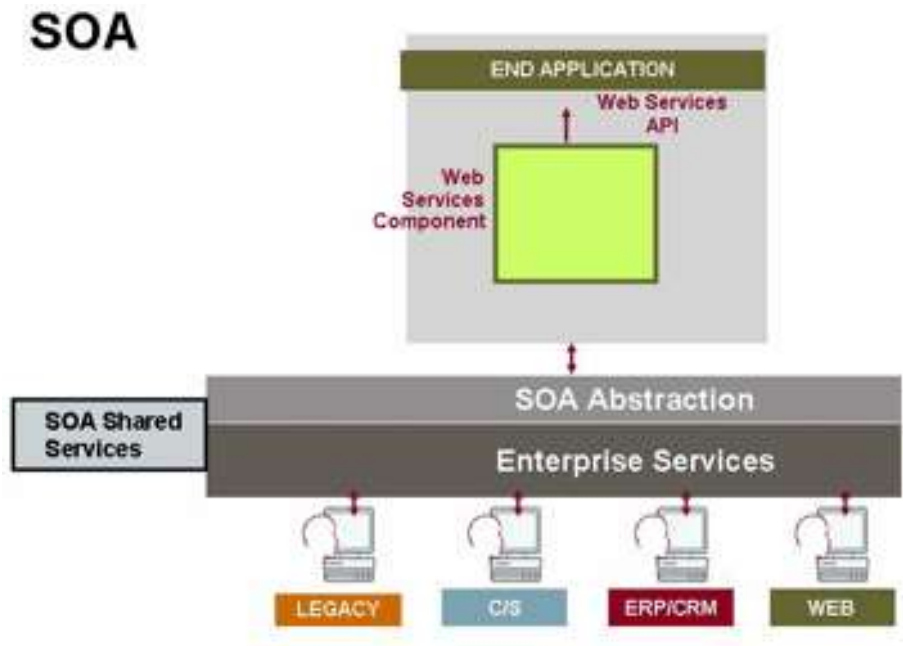 SOA
END APPLICATION
Web Services
API
Web
Services
Component
SOA Abstraction
SOA Shared
Services
Enterprise Services
LEGACY
C/S
ERP/CRM
WEB